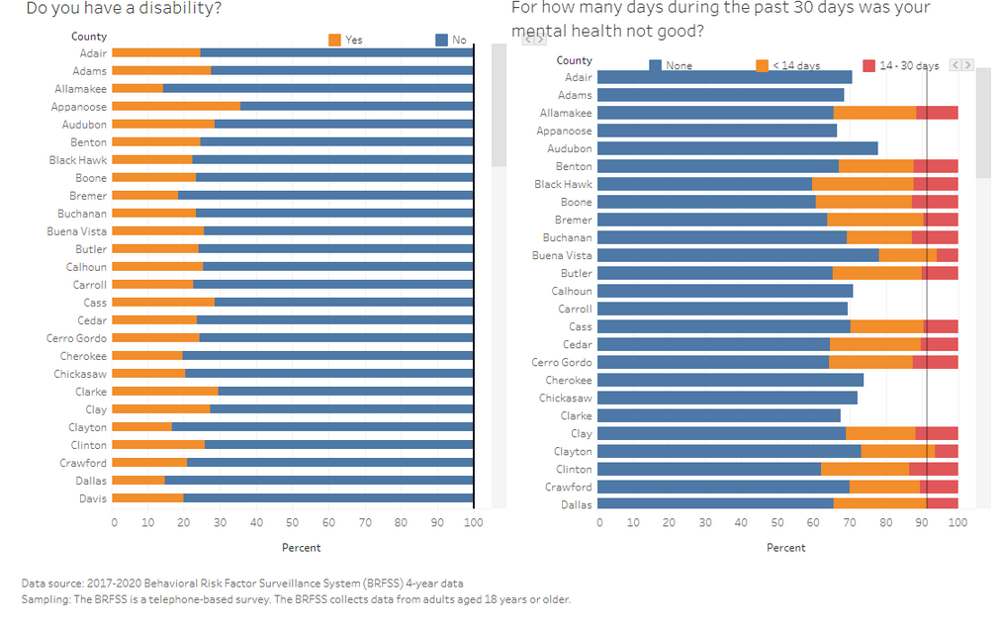 Do you have a disability?
County
Yes
No
Adair
Adams
Allamakee
Appanoose
Audubon
Benton
Black Hawk
Boone
Bremer
Buchanan
Buena Vista
Butler
Calhoun
Carroll
Cass
Cedar
Cerro Gordo
Cherokee
Chickasaw
Clarke
Clay
Clayton
Clinton
Crawford
Dallas
Davis
0 10 20 30 40 50 60 70 80 90 100
Percent
For how many days during the past 30 days was your
mental health not good?
County
None
< 14 days
14 - 30 days
Adair
Adams
Allamakee
Appanoose
Audubon
Benton
Black Hawk
Boone
Bremer
Buchanan
Buena Vista
Butler
Calhoun
Carroll
Cass
Cedar
Cerro Gordo
Cherokee
Chickasaw
Clarke
Clay
Clayton
Clinton
Crawford
Dallas
0 10 20 30 40 50 60 70 80 90 100
Percent
Data source: 2017-2020 Behavioral Risk Factor Surveillance System (BRFSS) 4-year data
Sampling: The BRFSS is a telephone-based survey. The BRFSS collects data from adults aged 18 years or older.